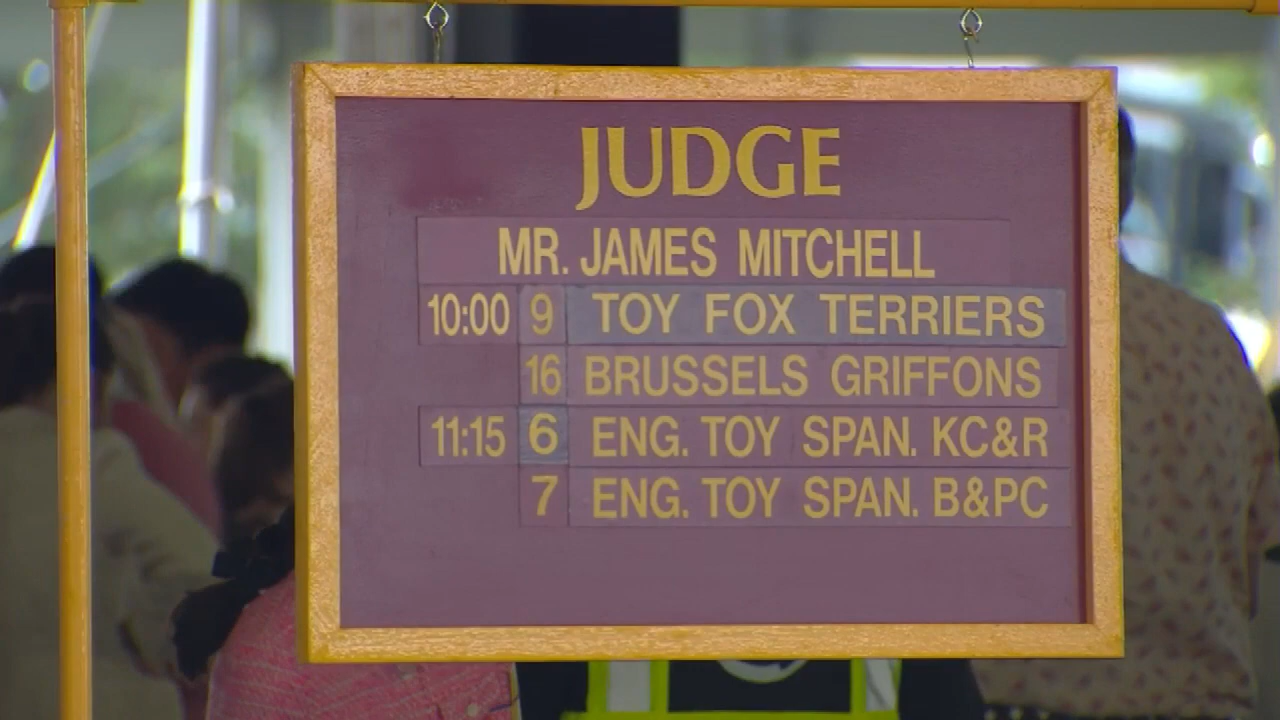 JUDGE
MR. JAMES MITCHELL
10:00 9 TOY FOX TERRIERS
16 BRUSSELS GRIFFONS
11:15 6 ENG. TOY SPAN. KC&R
7 ENG. TOY SPAN. B&PC